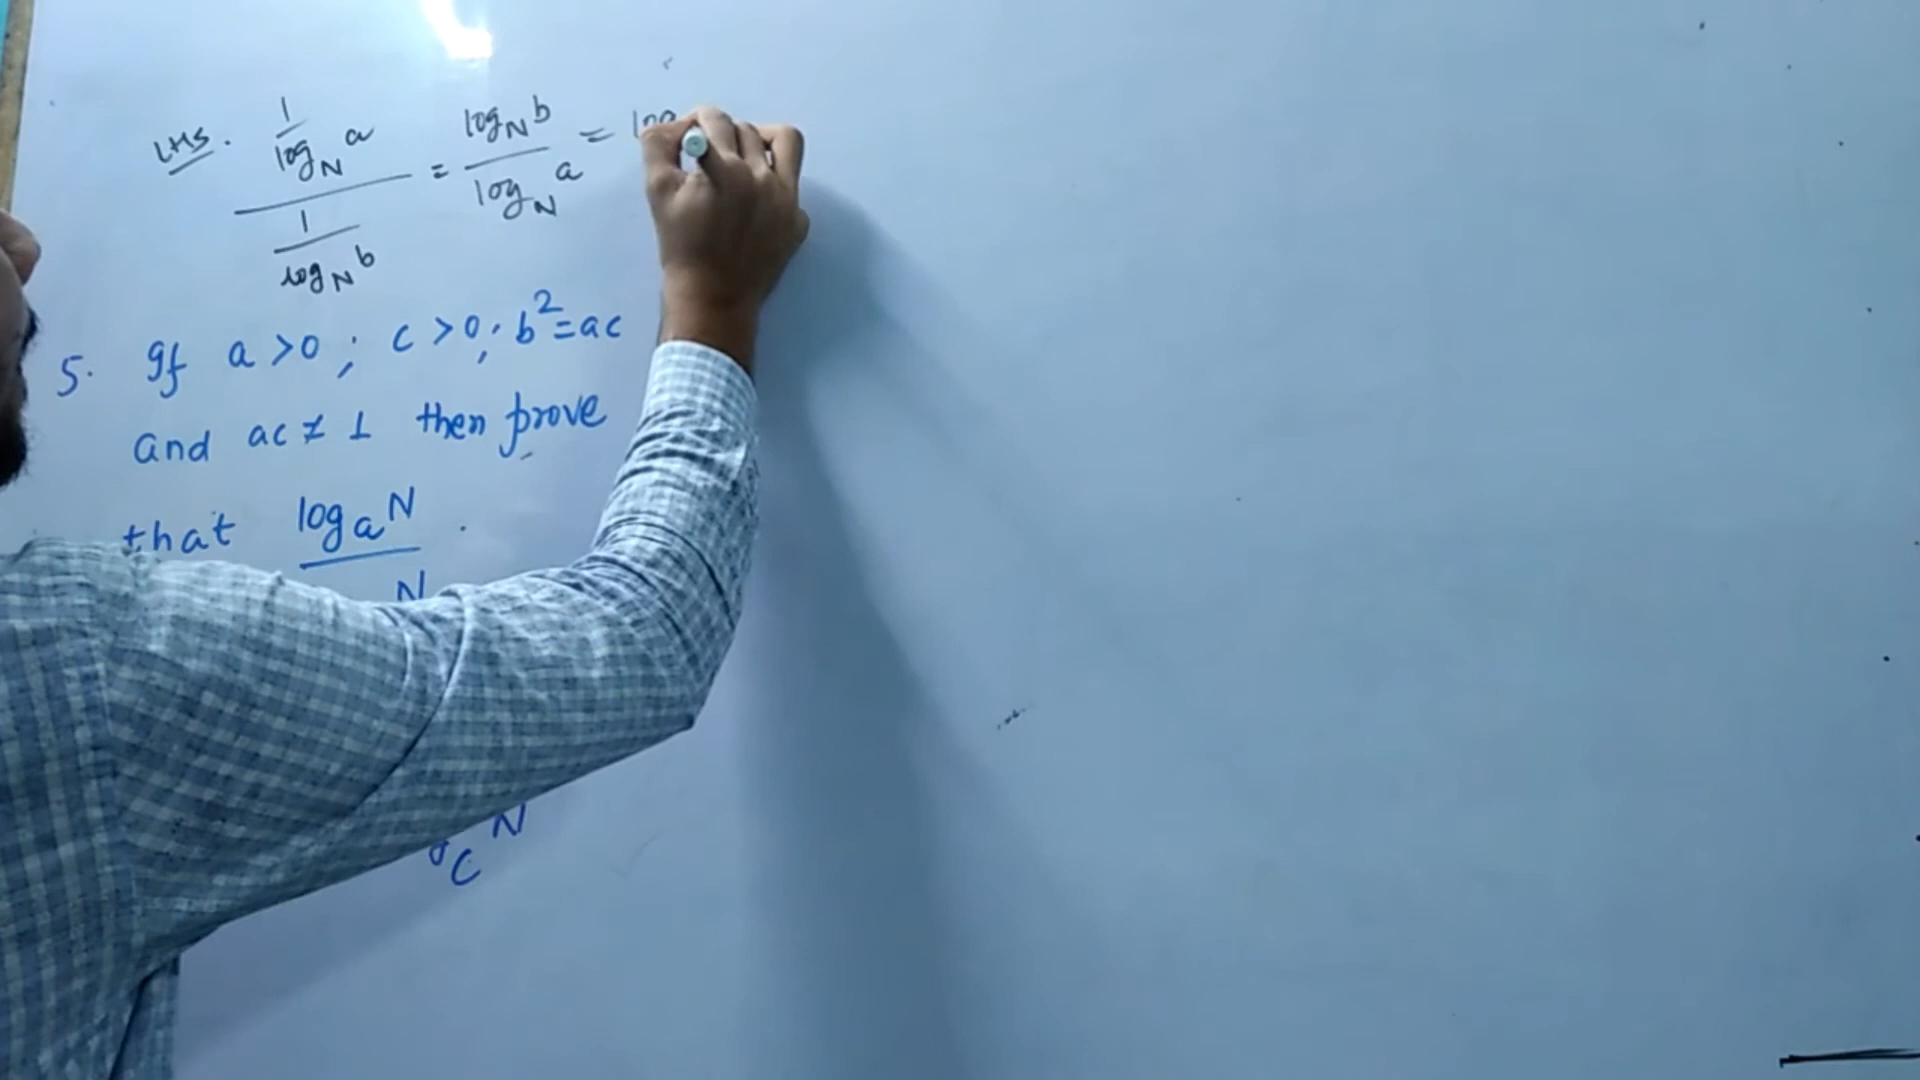 LHS. 1/log_N a / 1/log_N b = log_N b / log_N a = log
5. If a > 0 ; c > 0 ; b² = ac
and ac ≠ 1 then prove
that log_a N
N
c N